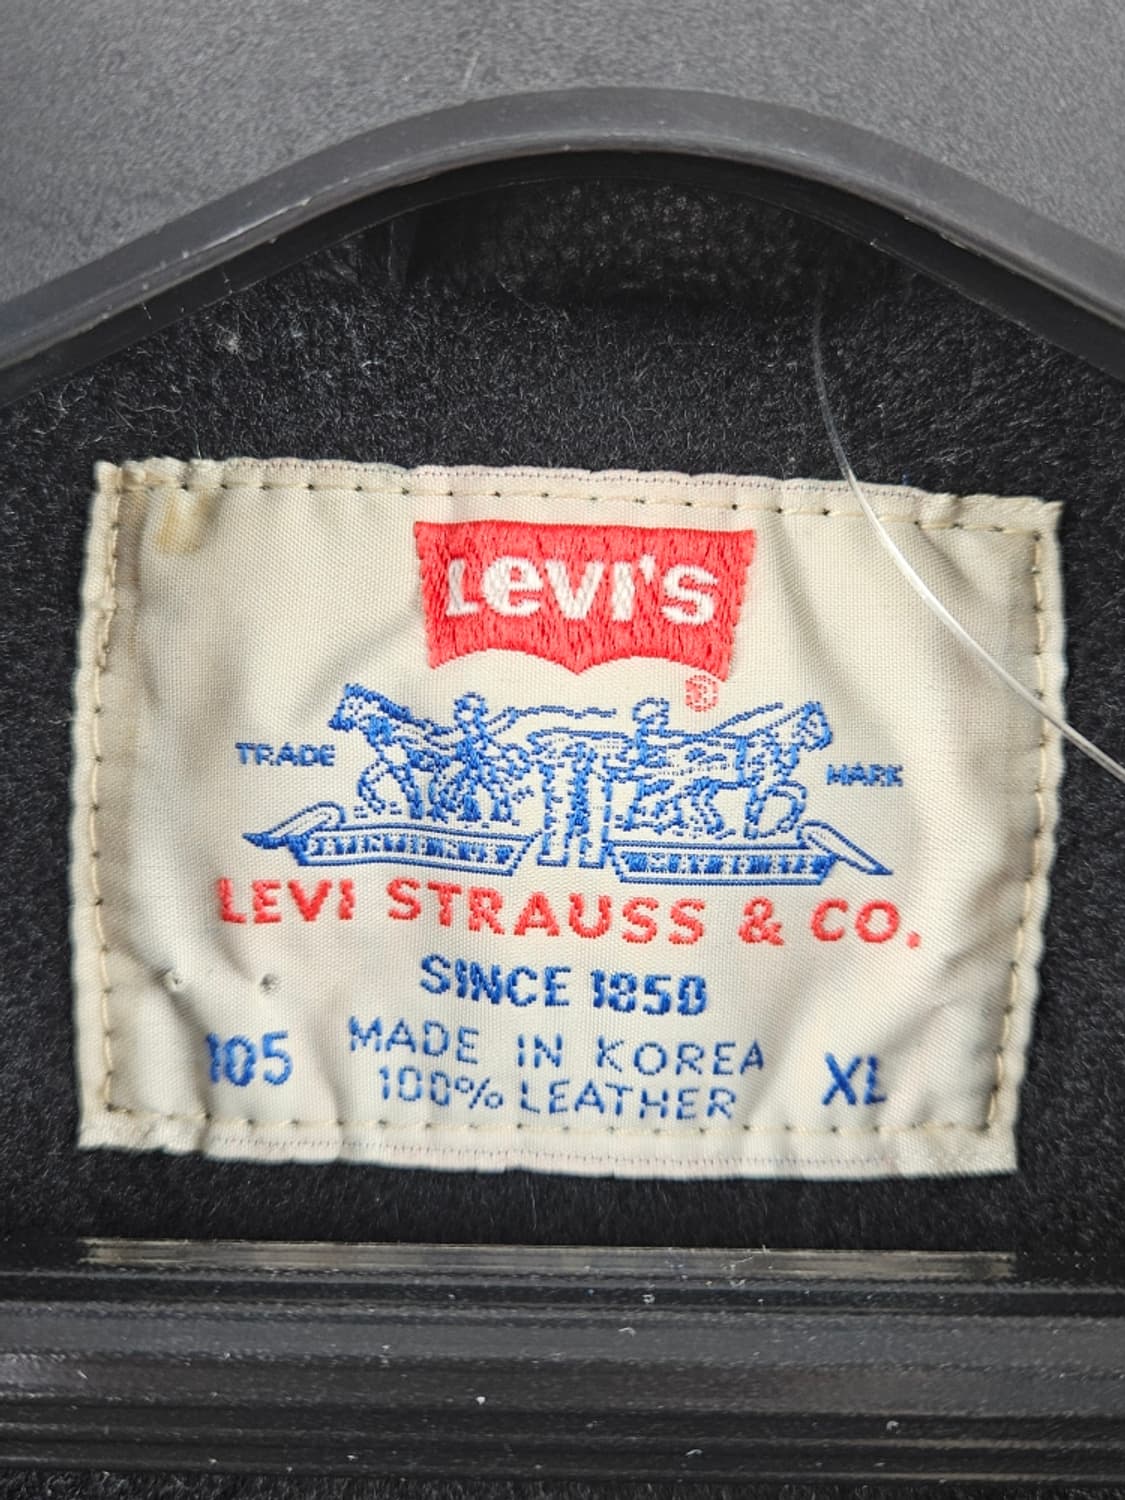 Levi's
®
TRADE MARK
LEVI STRAUSS & CO.
SINCE 1850
MADE IN KOREA
105 100% LEATHER XL